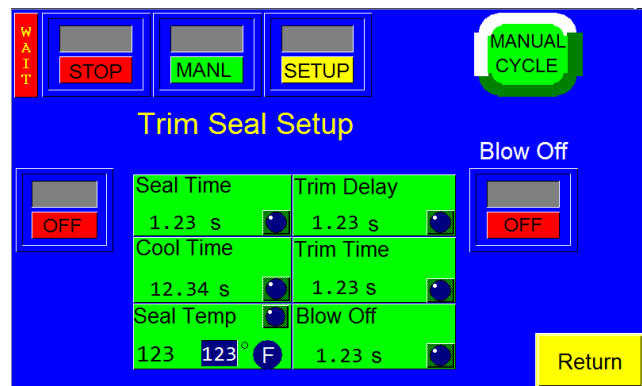 WAIT
STOP
MANL
SETUP
MANUAL
CYCLE
Trim Seal Setup
Blow Off
OFF
Seal Time
1.23 s
Trim Delay
1.23 s
OFF
Cool Time
12.34 s
Trim Time
1.23 s
Seal Temp
123 123° F
Blow Off
1.23 s
Return